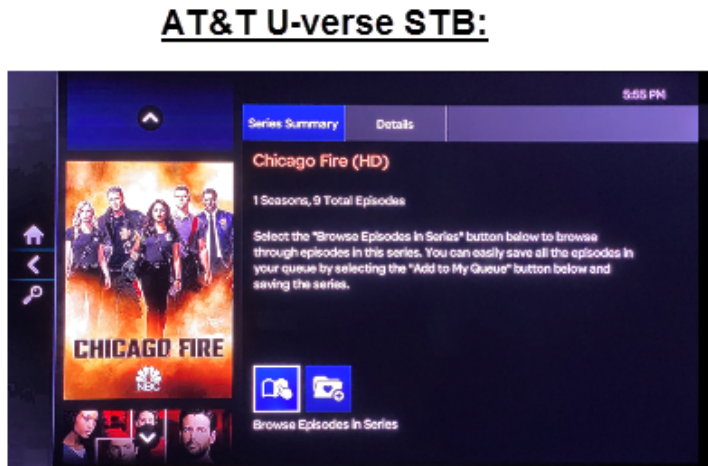 AT&T U-verse STB:
5:55 PM
Series Summary
Details
Chicago Fire (HD)
1 Seasons, 9 Total Episodes
Select the "Browse Episodes in Series" button below to browse
through episodes in this series. You can easily save all the episodes in
your queue by selecting the "Add to My Queue" button below and
saving the series.
CHICAGO FIRE
NBC
Browse Episodes in Series